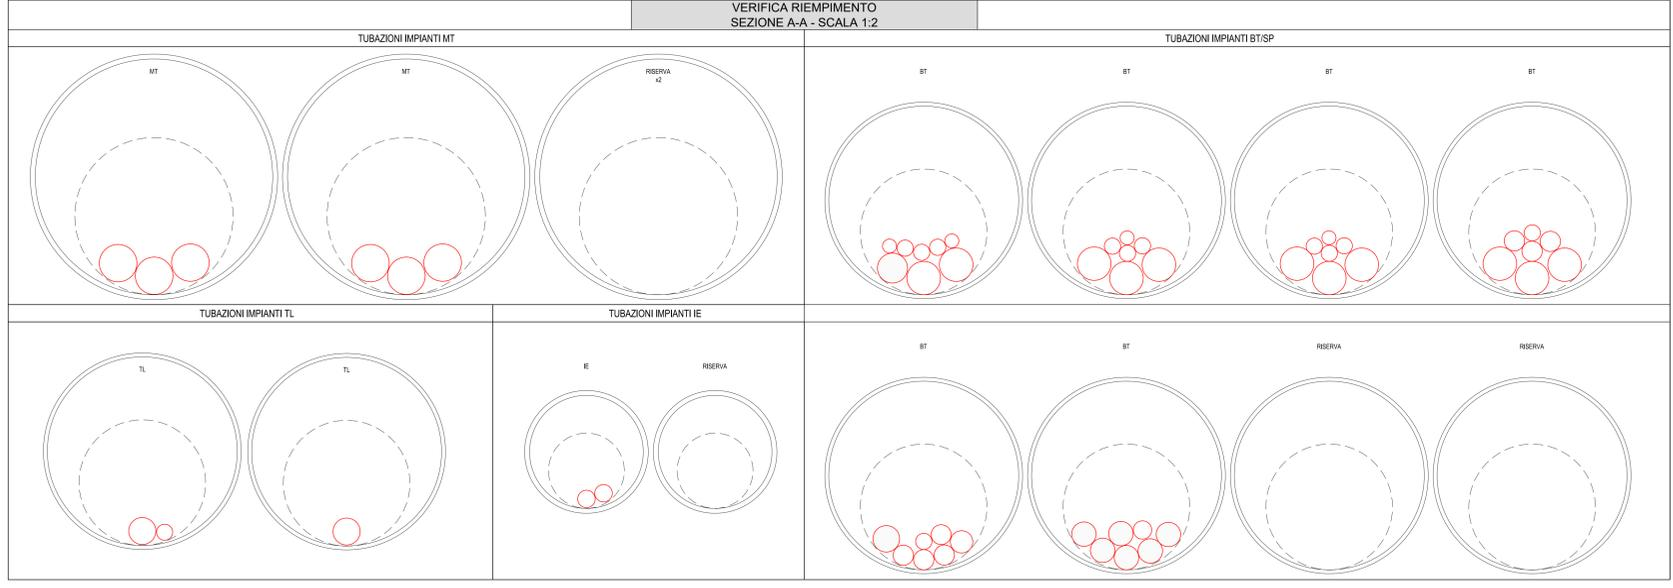 VERIFICA RIEMPIMENTO
SEZIONE A-A - SCALA 1:2
TUBAZIONI IMPIANTI MT
TUBAZIONI IMPIANTI BT/SP
MT
MT
RISERVA
x2
BT
BT
BT
BT
TUBAZIONI IMPIANTI TL
TUBAZIONI IMPIANTI IE
TL
TL
IE
RISERVA
BT
BT
RISERVA
RISERVA